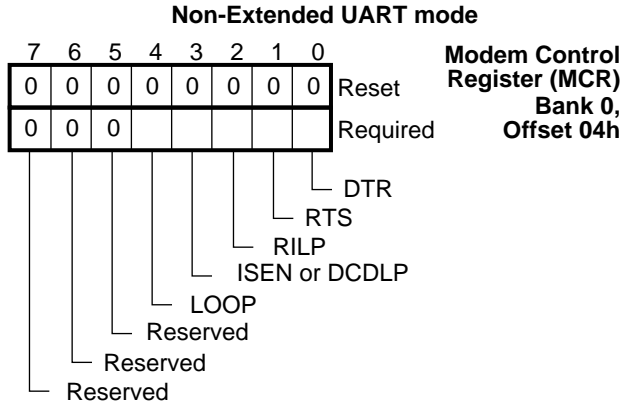 Non-Extended UART mode
7 6 5 4 3 2 1 0
Modem Control
Register (MCR)
Bank 0,
Offset 04h
0 0 0 0 0 0 0 0 Reset
0 0 0 Required
DTR
RTS
RILP
ISEN or DCDLP
LOOP
Reserved
Reserved
Reserved